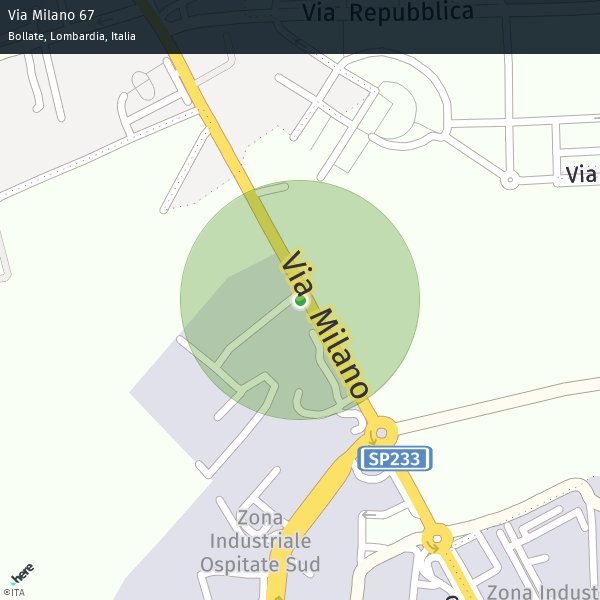 Via Milano 67
Bollate, Lombardia, Italia
Via Repubblica
Via
Via Milano
SP233
Zona
Industriale
Ospitate Sud
Zona Indust
here
©ITA